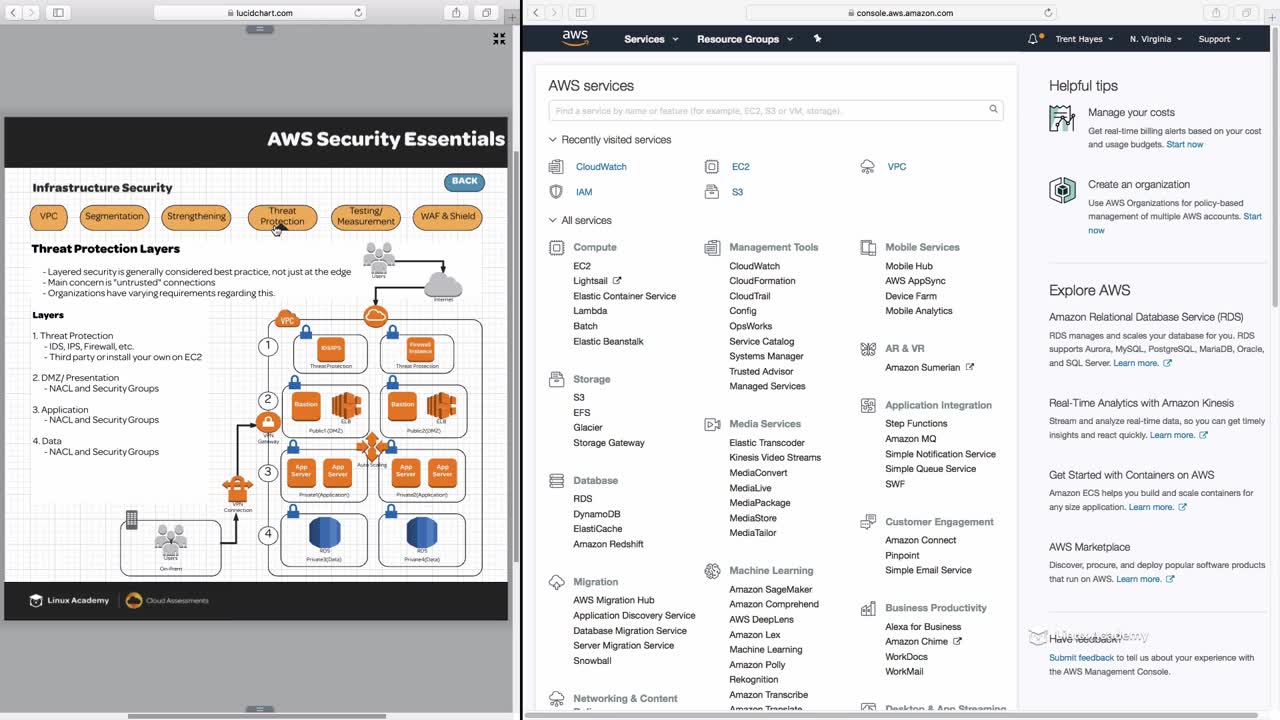 lucidchart.com
AWS Security Essentials
Infrastructure Security
BACK
VPC
Segmentation
Strengthening
Threat
Protection
Testing/
Measurement
WAF & Shield
Threat Protection Layers
- Layered security is generally considered best practice, not just at the edge
- Main concern is "untrusted" connections
- Organizations have varying requirements regarding this.
Layers
1. Threat Protection
- IDS, IPS, Firewall, etc.
- Third party or install your own on EC2
2. DMZ/ Presentation
- NACL and Security Groups
3. Application
- NACL and Security Groups
4. Data
- NACL and Security Groups
Users
Internet
VPC
1
IDS/IPS
Threat Protection
Firewall
Instance
Threat Protection
2
Bastion
ELB
Public1 (DMZ)
Bastion
ELB
Public2(DMZ)
VPN
Gateway
Auto Scaling
3
App
Server
App
Server
Private1(Application)
App
Server
App
Server
Private2(Application)
VPN
Connection
4
RDS
Private3(Data)
RDS
Private4(Data)
Users
On-Prem
Linux Academy
Cloud Assessments
console.aws.amazon.com
aws
Services
Resource Groups
Trent Hayes
N. Virginia
Support
AWS services
Find a service by name or feature (for example, EC2, S3 or VM, storage).
Recently visited services
CloudWatch
EC2
VPC
IAM
S3
All services
Compute
EC2
Lightsail
Elastic Container Service
Lambda
Batch
Elastic Beanstalk
Storage
S3
EFS
Glacier
Storage Gateway
Database
RDS
DynamoDB
ElastiCache
Amazon Redshift
Migration
AWS Migration Hub
Application Discovery Service
Database Migration Service
Server Migration Service
Snowball
Networking & Content
Management Tools
CloudWatch
CloudFormation
CloudTrail
Config
OpsWorks
Service Catalog
Systems Manager
Trusted Advisor
Managed Services
Media Services
Elastic Transcoder
Kinesis Video Streams
MediaConvert
MediaLive
MediaPackage
MediaStore
MediaTailor
Machine Learning
Amazon SageMaker
Amazon Comprehend
AWS DeepLens
Amazon Lex
Machine Learning
Amazon Polly
Rekognition
Amazon Transcribe
Amazon Translate
Mobile Services
Mobile Hub
AWS AppSync
Device Farm
Mobile Analytics
AR & VR
Amazon Sumerian
Application Integration
Step Functions
Amazon MQ
Simple Notification Service
Simple Queue Service
SWF
Customer Engagement
Amazon Connect
Pinpoint
Simple Email Service
Business Productivity
Alexa for Business
Amazon Chime
WorkDocs
WorkMail
Desktop & App Streaming
Helpful tips
Manage your costs
Get real-time billing alerts based on your cost
and usage budgets. Start now
Create an organization
Use AWS Organizations for policy-based
management of multiple AWS accounts. Start
now
Explore AWS
Amazon Relational Database Service (RDS)
RDS manages and scales your database for you. RDS
supports Aurora, MySQL, PostgreSQL, MariaDB, Oracle,
and SQL Server. Learn more.
Real-Time Analytics with Amazon Kinesis
Stream and analyze real-time data, so you can get timely
insights and react quickly. Learn more.
Get Started with Containers on AWS
Amazon ECS helps you build and scale containers for
any size application. Learn more.
AWS Marketplace
Discover, procure, and deploy popular software products
that run on AWS. Learn more.
Have feedback?
Linux Academy
Submit feedback to tell us about your experience with
the AWS Management Console.